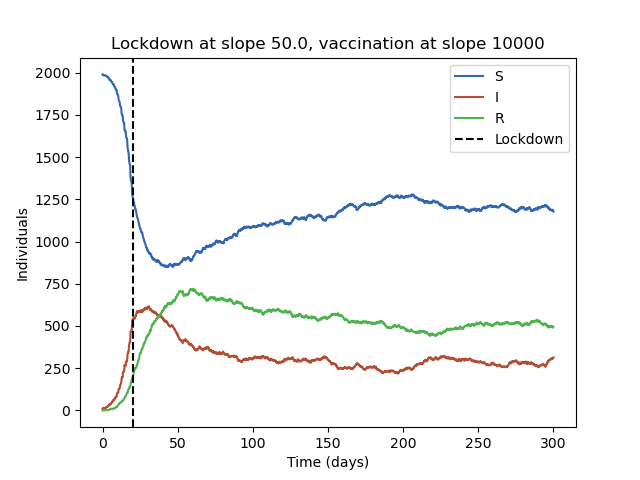 Lockdown at slope 50.0, vaccination at slope 10000
S
I
R
Lockdown
Individuals
2000
1750
1500
1250
1000
750
500
250
0
0 50 100 150 200 250 300
Time (days)